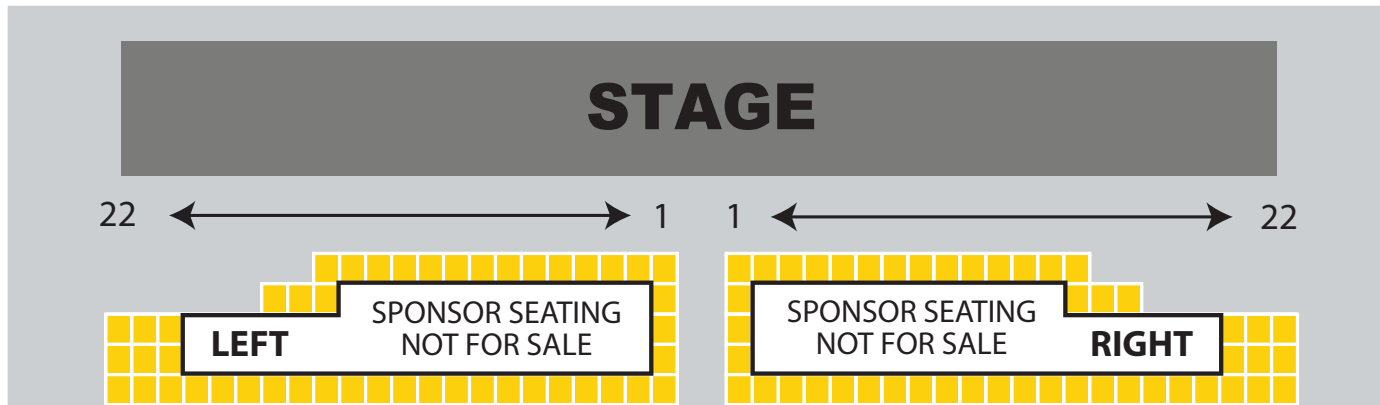 STAGE
22 1 1 22
SPONSOR SEATING
NOT FOR SALE
LEFT
SPONSOR SEATING
NOT FOR SALE
RIGHT